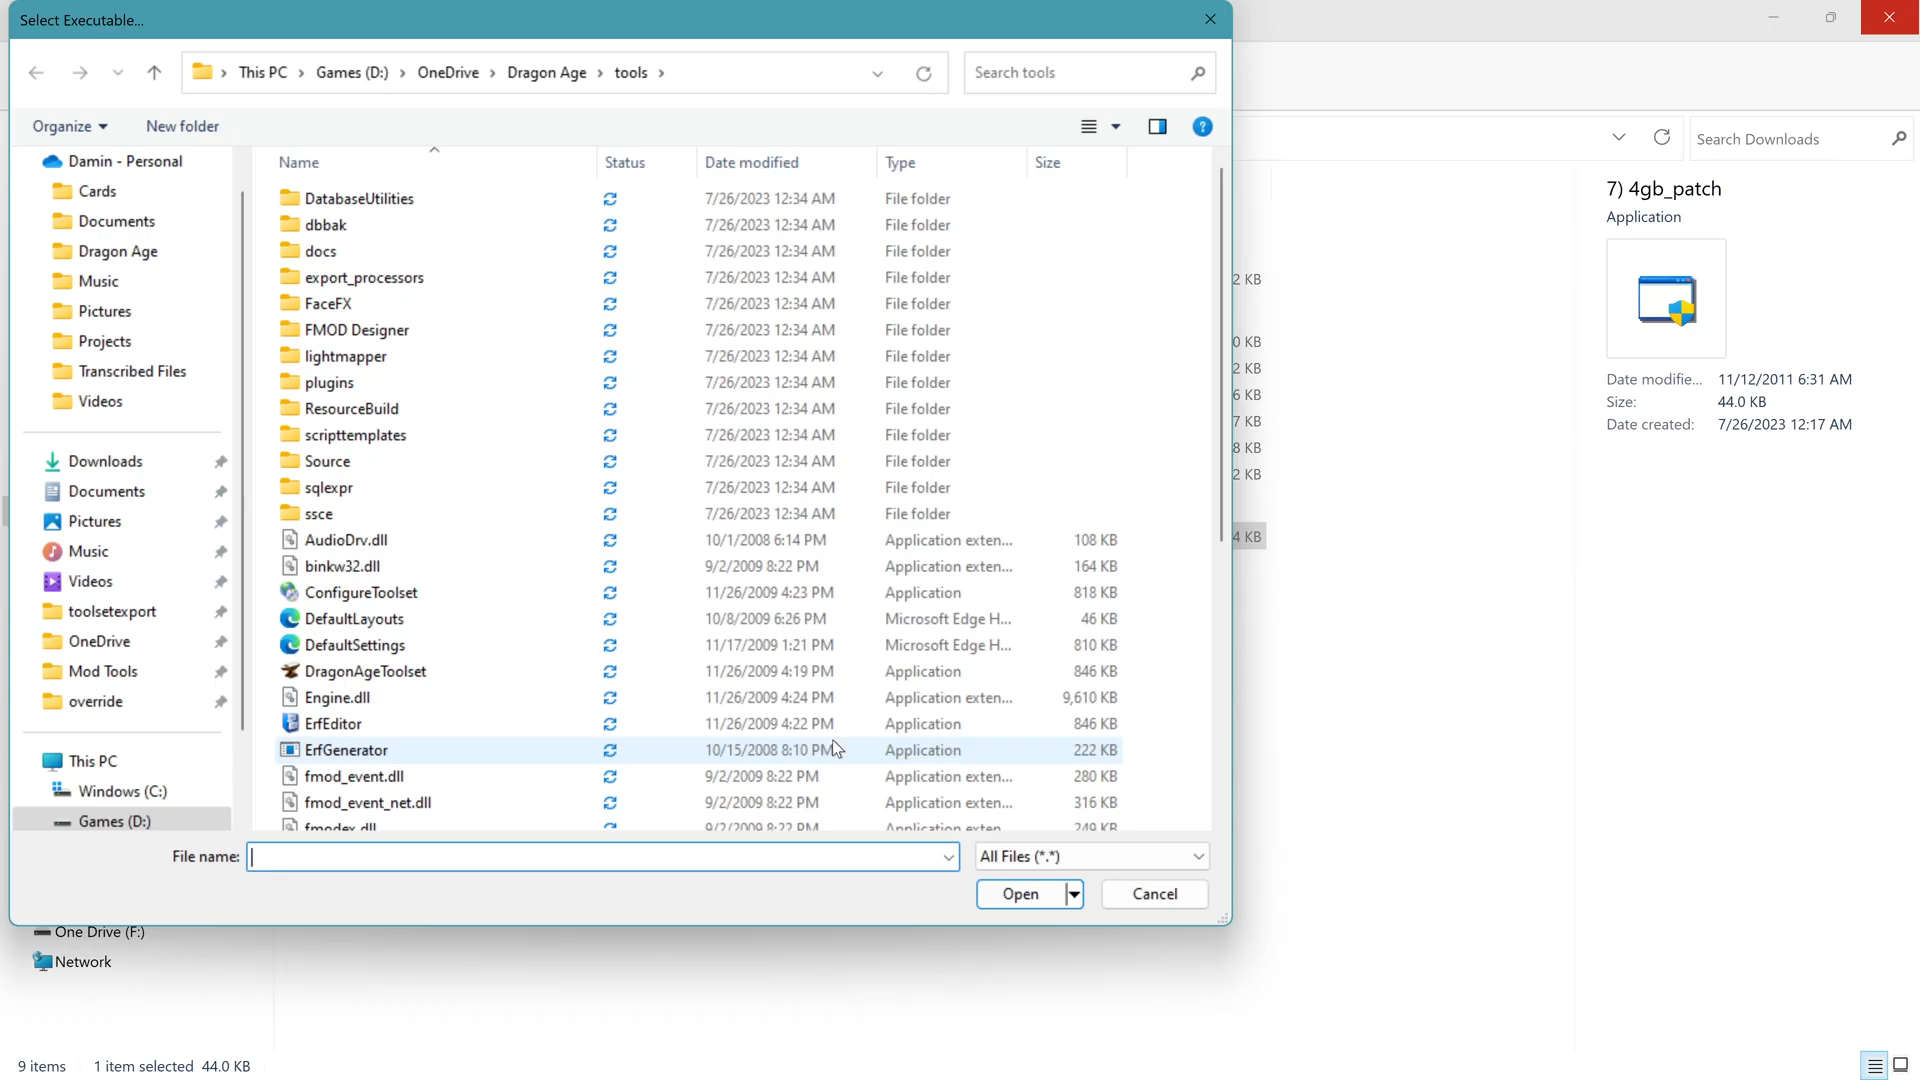 Select Executable...
This PC > Games (D:) > OneDrive > Dragon Age > tools >
Search tools
Organize
New folder
Damin - Personal
Cards
Documents
Dragon Age
Music
Pictures
Projects
Transcribed Files
Videos
Downloads
Documents
Pictures
Music
Videos
toolsetexport
OneDrive
Mod Tools
override
This PC
Windows (C:)
Games (D:)
Name Status Date modified Type Size
DatabaseUtilities 7/26/2023 12:34 AM File folder
dbbak 7/26/2023 12:34 AM File folder
docs 7/26/2023 12:34 AM File folder
export_processors 7/26/2023 12:34 AM File folder
FaceFX 7/26/2023 12:34 AM File folder
FMOD Designer 7/26/2023 12:34 AM File folder
lightmapper 7/26/2023 12:34 AM File folder
plugins 7/26/2023 12:34 AM File folder
ResourceBuild 7/26/2023 12:34 AM File folder
scripttemplates 7/26/2023 12:34 AM File folder
Source 7/26/2023 12:34 AM File folder
sqlexpr 7/26/2023 12:34 AM File folder
ssce 7/26/2023 12:34 AM File folder
AudioDrv.dll 10/1/2008 6:14 PM Application exten... 108 KB
binkw32.dll 9/2/2009 8:22 PM Application exten... 164 KB
ConfigureToolset 11/26/2009 4:23 PM Application 818 KB
DefaultLayouts 10/8/2009 6:26 PM Microsoft Edge H... 46 KB
DefaultSettings 11/17/2009 1:21 PM Microsoft Edge H... 810 KB
DragonAgeToolset 11/26/2009 4:19 PM Application 846 KB
Engine.dll 11/26/2009 4:24 PM Application exten... 9,610 KB
ErfEditor 11/26/2009 4:22 PM Application 846 KB
ErfGenerator 10/15/2008 8:10 PM Application 222 KB
fmod_event.dll 9/2/2009 8:22 PM Application exten... 280 KB
fmod_event_net.dll 9/2/2009 8:22 PM Application exten... 316 KB
fmodex.dll 9/2/2009 8:22 PM Application exten 249 KB
File name:
All Files (*.*)
Open
Cancel
One Drive (F:)
Network
9 items 1 item selected 44.0 KB
Search Downloads
2 KB
0 KB
2 KB
6 KB
7 KB
8 KB
2 KB
4 KB
7) 4gb_patch
Application
Date modifie... 11/12/2011 6:31 AM
Size: 44.0 KB
Date created: 7/26/2023 12:17 AM